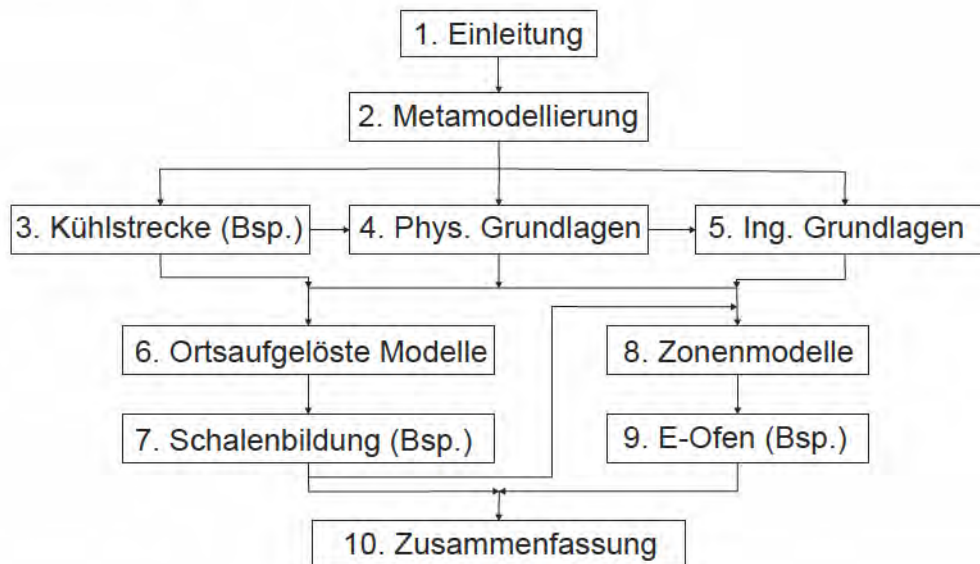 1. Einleitung
2. Metamodellierung
3. Kühlstrecke (Bsp.)
4. Phys. Grundlagen
5. Ing. Grundlagen
6. Ortsaufgelöste Modelle
8. Zonenmodelle
7. Schalenbildung (Bsp.)
9. E-Ofen (Bsp.)
10. Zusammenfassung